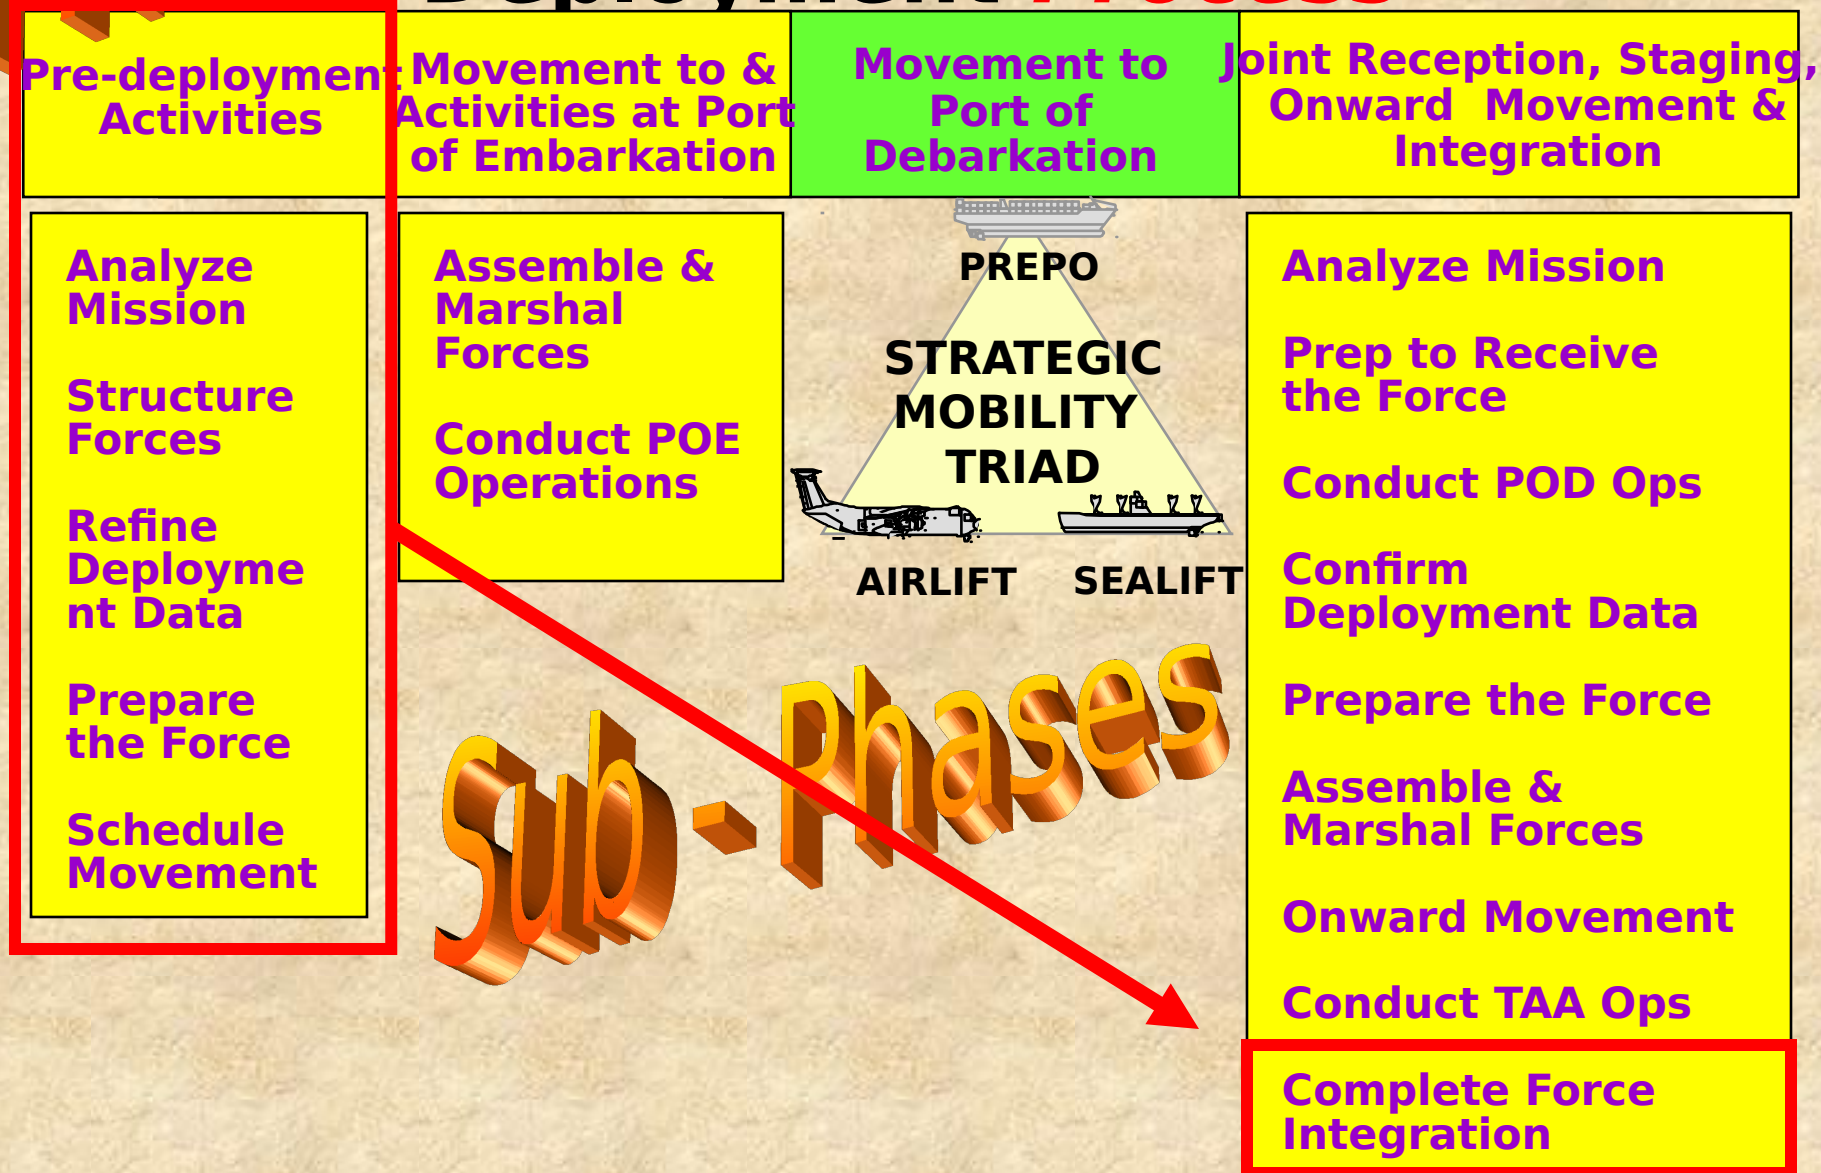 Deployment Process
Pre-deployment
Activities
Movement to &
Activities at Port
of Embarkation
Movement to
Port of
Debarkation
Joint Reception, Staging,
Onward Movement &
Integration
Analyze
Mission
Structure
Forces
Refine
Deployme
nt Data
Prepare
the Force
Schedule
Movement
Assemble &
Marshal
Forces
Conduct POE
Operations
PREPO
STRATEGIC
MOBILITY
TRIAD
AIRLIFT SEALIFT
Sub - Phases
Analyze Mission
Prep to Receive
the Force
Conduct POD Ops
Confirm
Deployment Data
Prepare the Force
Assemble &
Marshal Forces
Onward Movement
Conduct TAA Ops
Complete Force
Integration